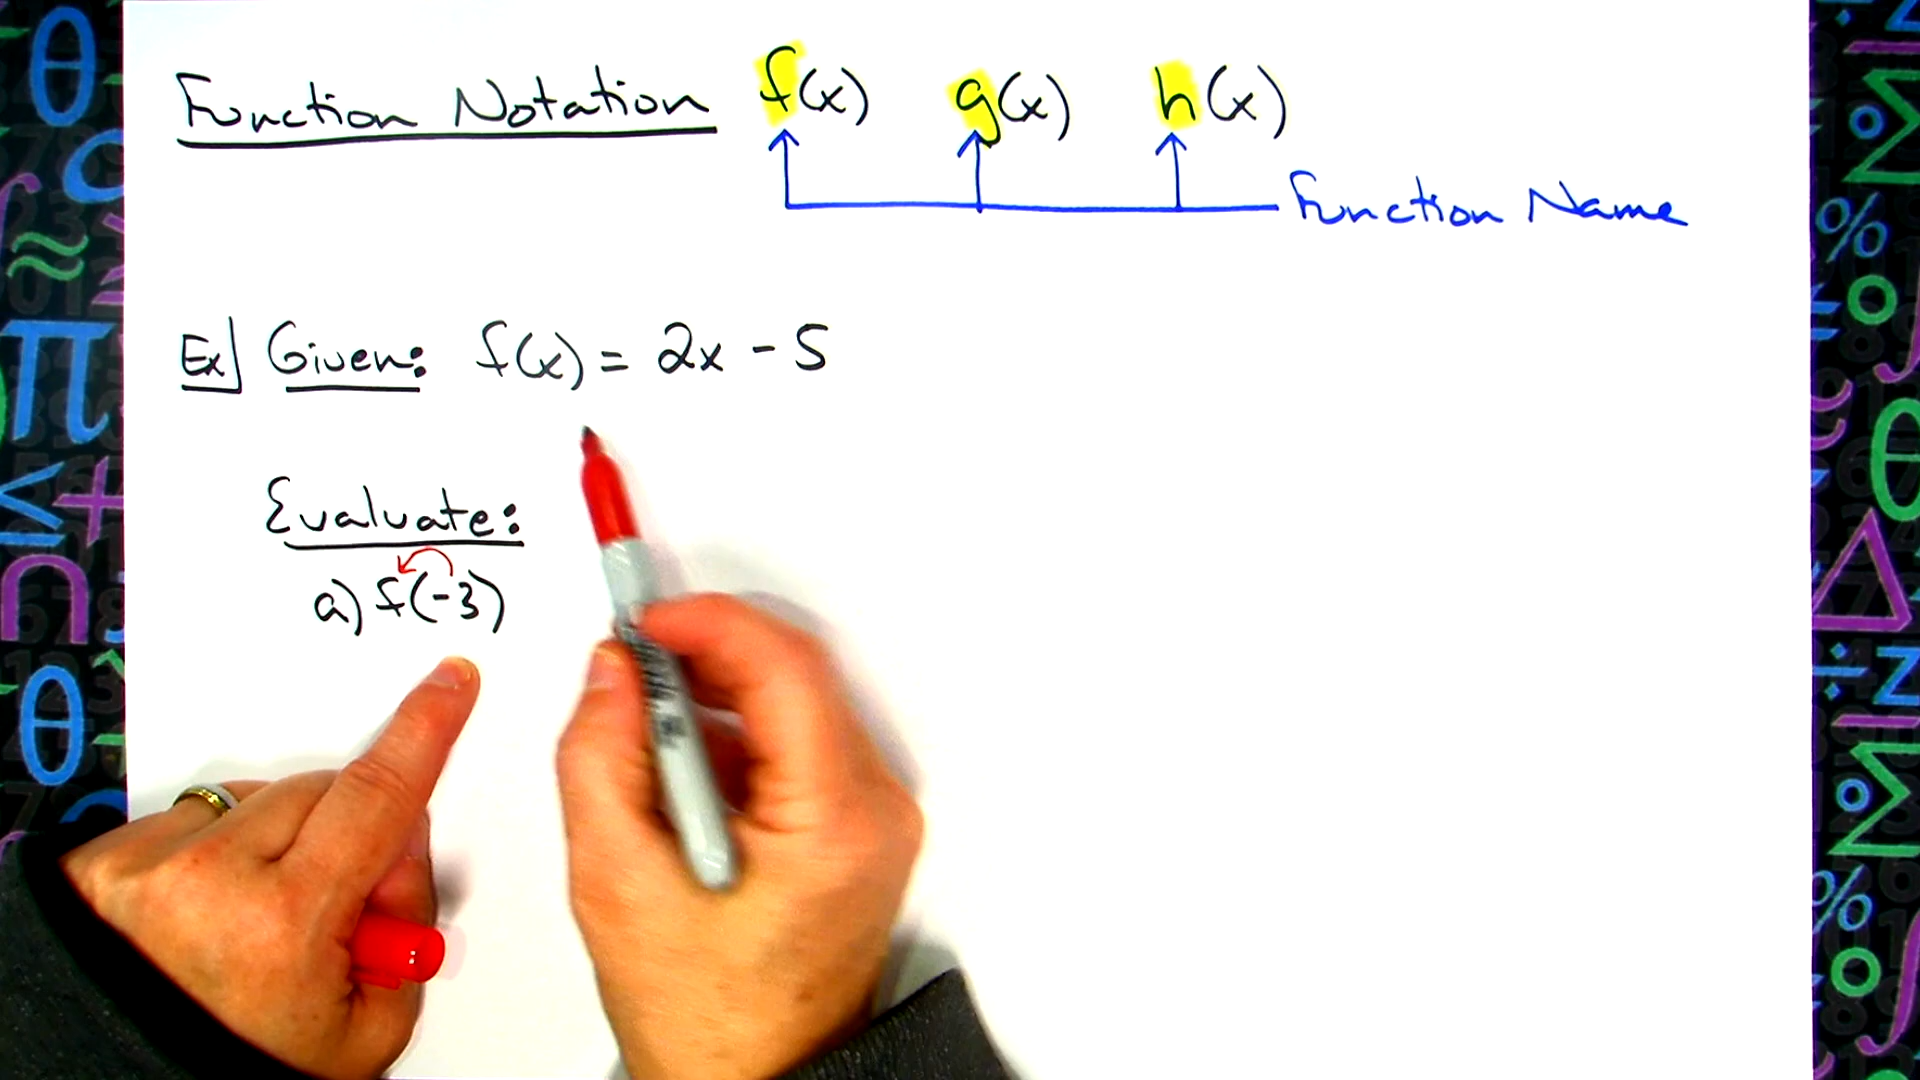 Function Notation f(x) g(x) h(x)
Function Name
Ex] Given: f(x) = 2x - 5
Evaluate:
a) f(-3)